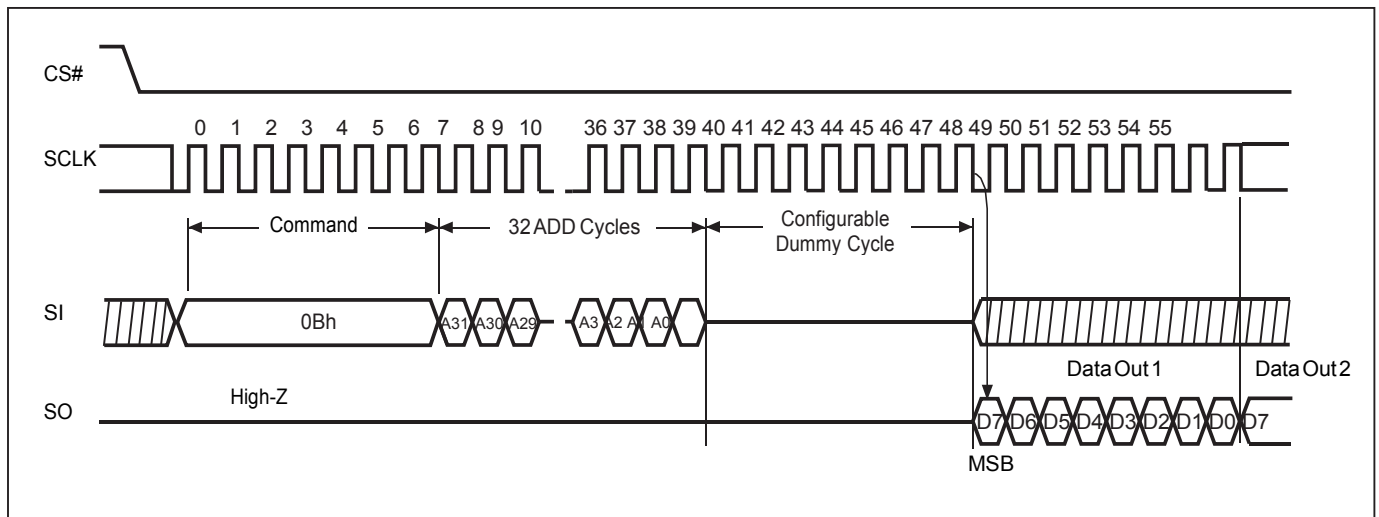 CS#
0 1 2 3 4 5 6 7 8 9 10 36 37 38 39 40 41 42 43 44 45 46 47 48 49 50 51 52 53 54 55
SCLK
Command
32 ADD Cycles
Configurable
Dummy Cycle
SI
0Bh
A31 A30 A29 A3 A2 A A0
Data Out 1
Data Out 2
High-Z
SO
D7 D6 D5 D4 D3 D2 D1 D0 D7
MSB